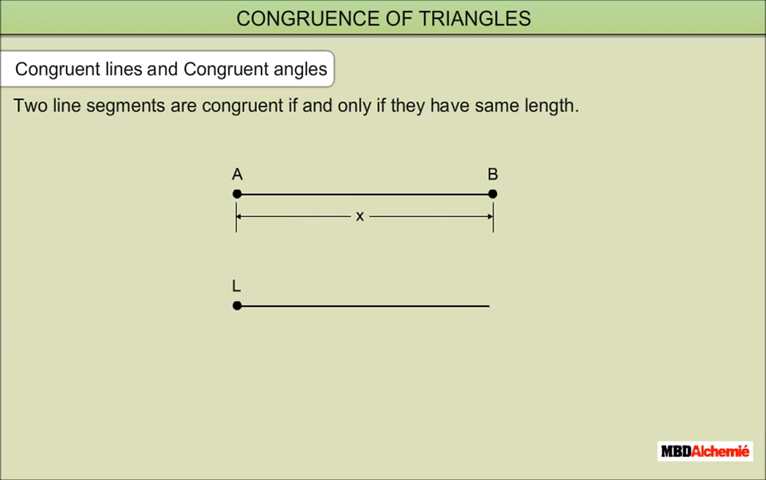 CONGRUENCE OF TRIANGLES
Congruent lines and Congruent angles
Two line segments are congruent if and only if they have same length.
A B
x
L
MBDAlchemié